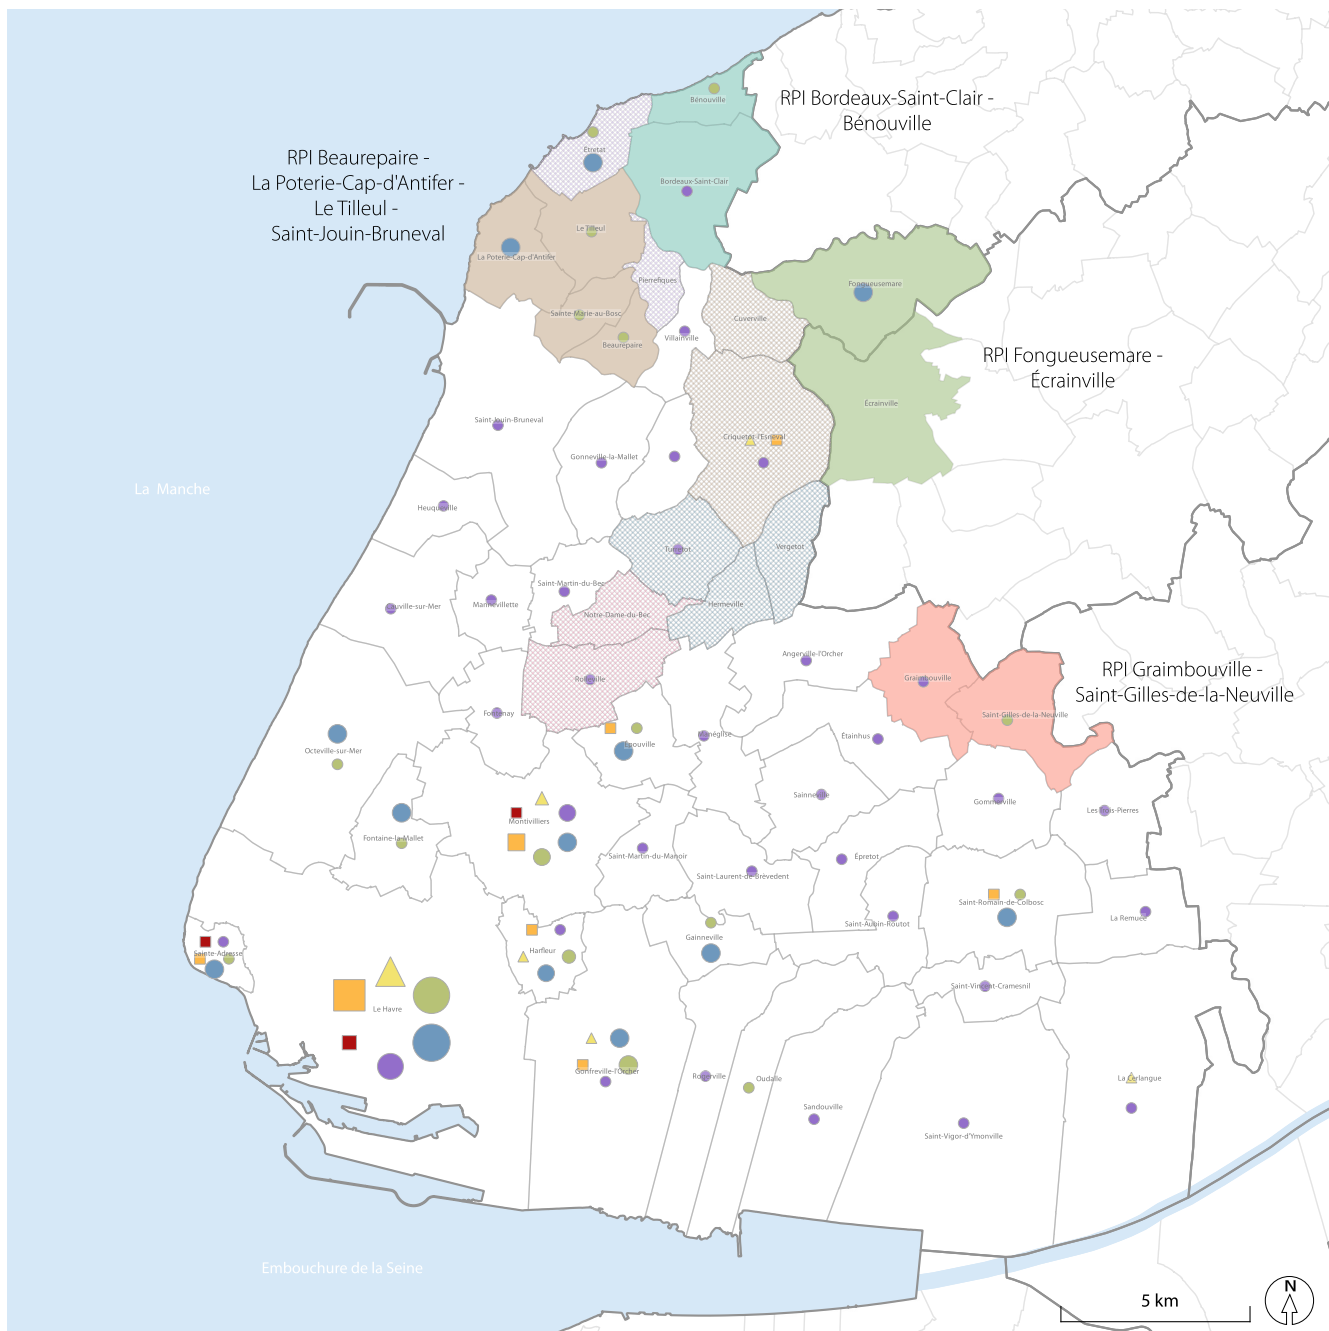 RPI Bordeaux-Saint-Clair -
Bénouville
Bénouville
RPI Beaurepaire -
La Poterie-Cap-d'Antifer -
Le Tilleul -
Saint-Jouin-Bruneval
Étretat
Bordeaux-Saint-Clair
Le Tilleul
La Poterie-Cap-d'Antifer
Pierrefiques
Fongueusemare
Sainte-Marie-au-Bosc
Cuverville
Villainville
Beaurepaire
RPI Fongueusemare -
Écrainville
Écrainville
Saint-Jouin-Bruneval
Criquetot-l'Esneval
Gonneville-la-Mallet
La Manche
Heuqueville
Turretot
Vergetot
Saint-Martin-du-Bec
Cauville-sur-Mer
Mannevillette
Hermeville
Notre-Dame-du-Bec
Angerville-l'Orcher
RPI Graimbouville -
Saint-Gilles-de-la-Neuville
Rolleville
Graimbouville
Fontenay
Saint-Gilles-de-la-Neuville
Manéglise
Étainhus
Octeville-sur-Mer
Épouville
Sainneville
Gommerville
Les Trois-Pierres
Montivilliers
Fontaine-la-Mallet
Saint-Martin-du-Manoir
Épretot
Saint-Laurent-de-Brèvedent
Saint-Romain-de-Colbosc
La Remuée
Saint-Aubin-Routot
Gainneville
Harfleur
Sainte-Adresse
Saint-Vincent-Cramesnil
Le Havre
Gonfreville-l'Orcher
Rogerville
Oudalle
La Cerlangue
Sandouville
Saint-Vigor-d'Ymonville
Embouchure de la Seine
5 km
N